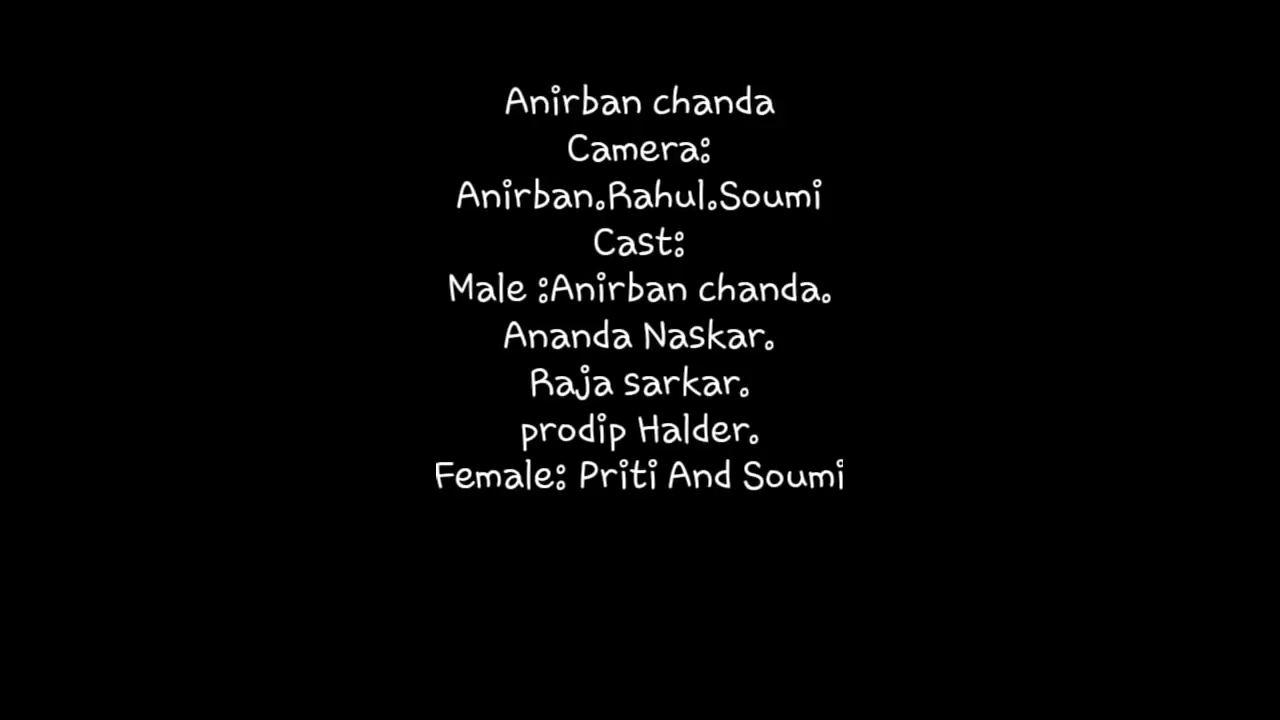 Anirban chanda
Camera:
Anirban.Rahul.Soumi
Cast:
Male :Anirban chanda.
Ananda Naskar.
Raja sarkar.
prodip Halder.
Female: Priti And Soumi